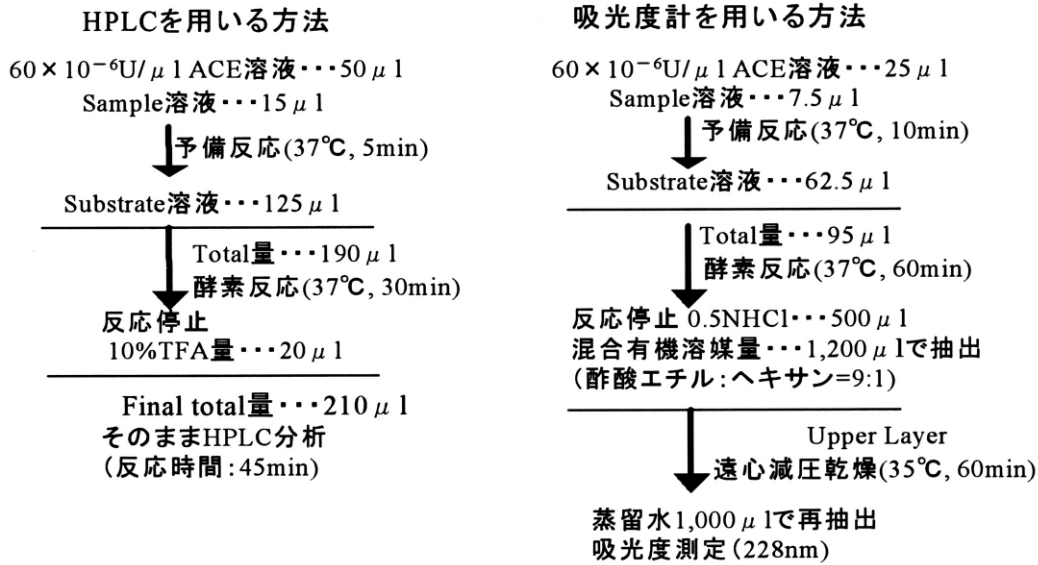 HPLCを用いる方法
60×10⁻⁶U/μl ACE溶液･･･50μl
Sample溶液･･･15μl
予備反応(37℃, 5min)
Substrate溶液･･･125μl
Total量･･･190μl
酵素反応(37℃, 30min)
反応停止
10%TFA量･･･20μl
Final total量･･･210μl
そのままHPLC分析
(反応時間:45min)
吸光度計を用いる方法
60×10⁻⁶U/μl ACE溶液･･･25μl
Sample溶液･･･7.5μl
予備反応(37℃, 10min)
Substrate溶液･･･62.5μl
Total量･･･95μl
酵素反応(37℃, 60min)
反応停止 0.5NHCl･･･500μl
混合有機溶媒量･･･1,200μlで抽出
(酢酸エチル:ヘキサン=9:1)
Upper Layer
遠心減圧乾燥(35℃, 60min)
蒸留水1,000μlで再抽出
吸光度測定(228nm)